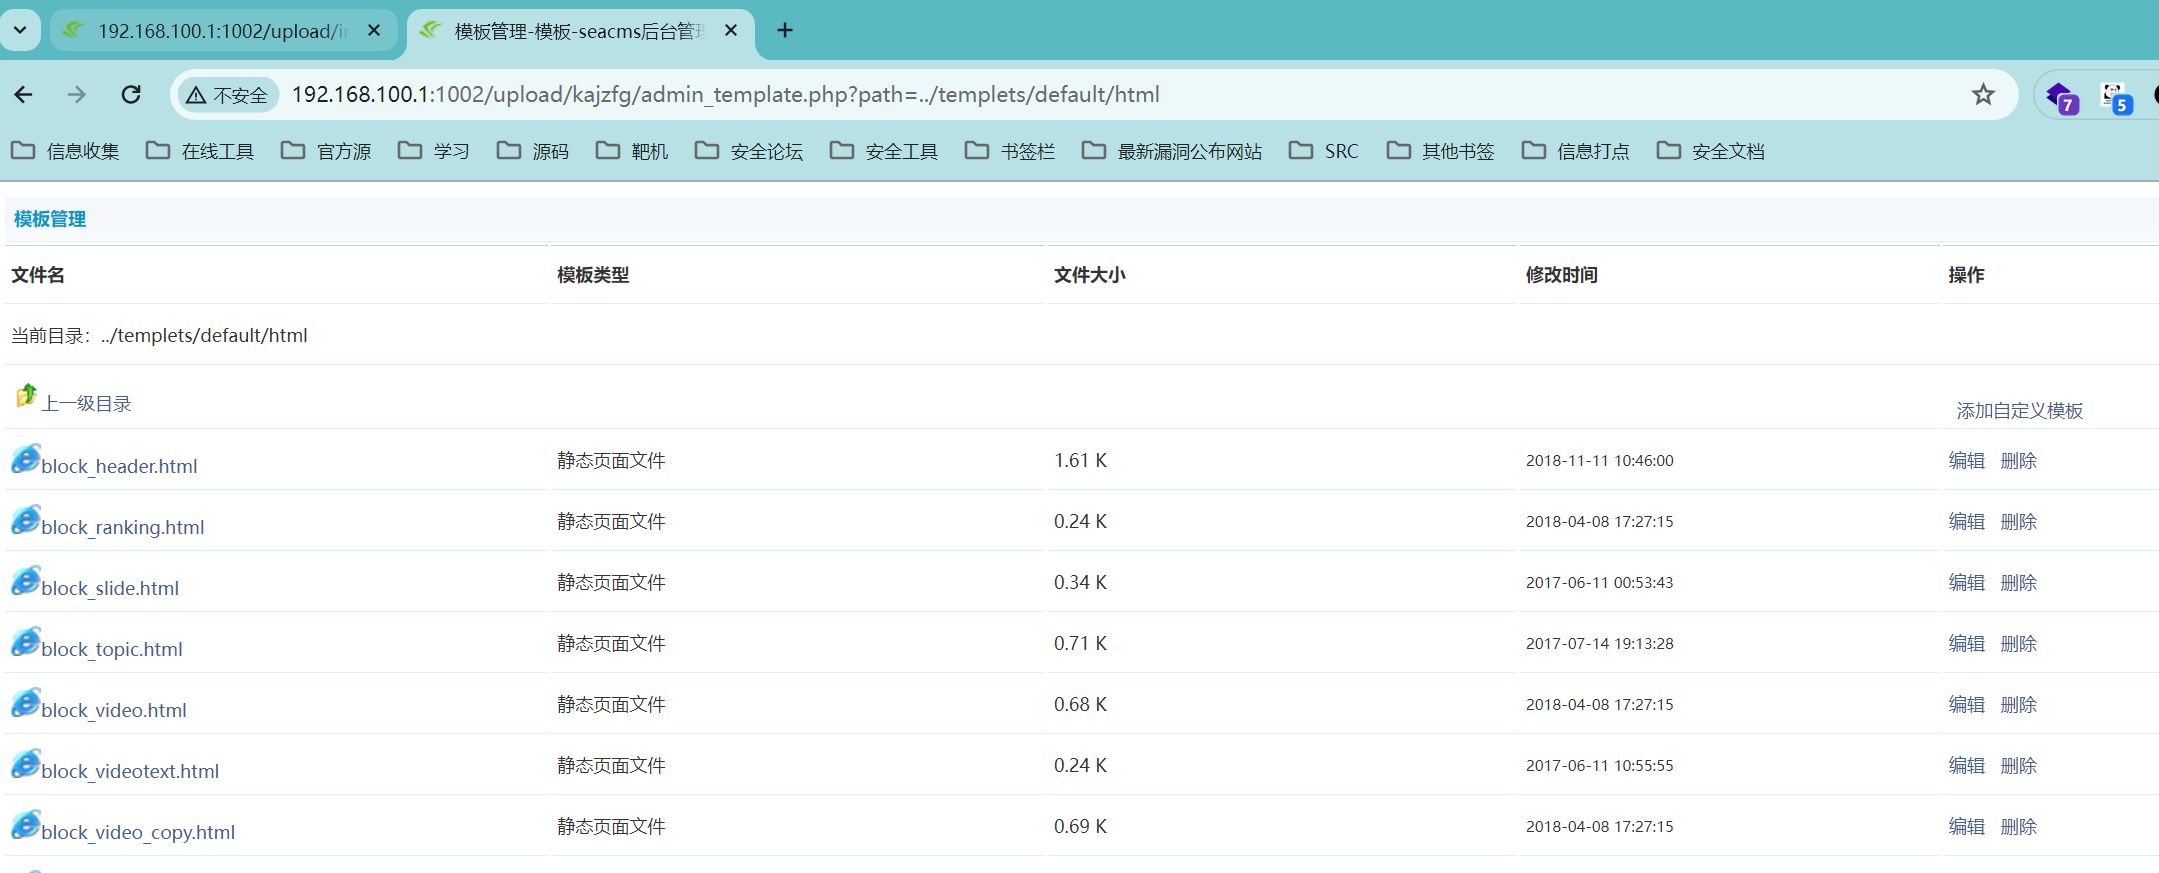 192.168.100.1:1002/upload/i
模板管理-模板-seacms后台管理
不安全 192.168.100.1:1002/upload/kajzfg/admin_template.php?path=../templets/default/html
7 5
信息收集 在线工具 官方源 学习 源码 靶机 安全论坛 安全工具 书签栏 最新漏洞公布网站 SRC 其他书签 信息打点 安全文档
模板管理
文件名 模板类型 文件大小 修改时间 操作
当前目录：../templets/default/html
上一级目录 添加自定义模板
block_header.html 静态页面文件 1.61 K 2018-11-11 10:46:00 编辑 删除
block_ranking.html 静态页面文件 0.24 K 2018-04-08 17:27:15 编辑 删除
block_slide.html 静态页面文件 0.34 K 2017-06-11 00:53:43 编辑 删除
block_topic.html 静态页面文件 0.71 K 2017-07-14 19:13:28 编辑 删除
block_video.html 静态页面文件 0.68 K 2018-04-08 17:27:15 编辑 删除
block_videotext.html 静态页面文件 0.24 K 2017-06-11 10:55:55 编辑 删除
block_video_copy.html 静态页面文件 0.69 K 2018-04-08 17:27:15 编辑 删除